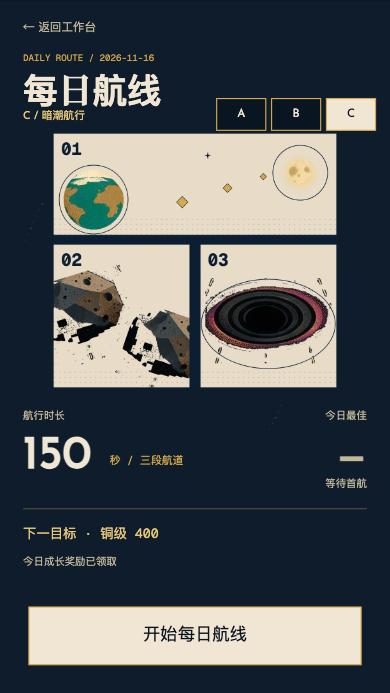 ← 返回工作台
DAILY ROUTE / 2026-11-16
每日航线
C / 暗潮航行
A
B
C
01
02
03
航行时长
今日最佳
150 秒 / 三段航道
—
等待首航
下一目标 · 铜级 400
今日成长奖励已领取
开始每日航线